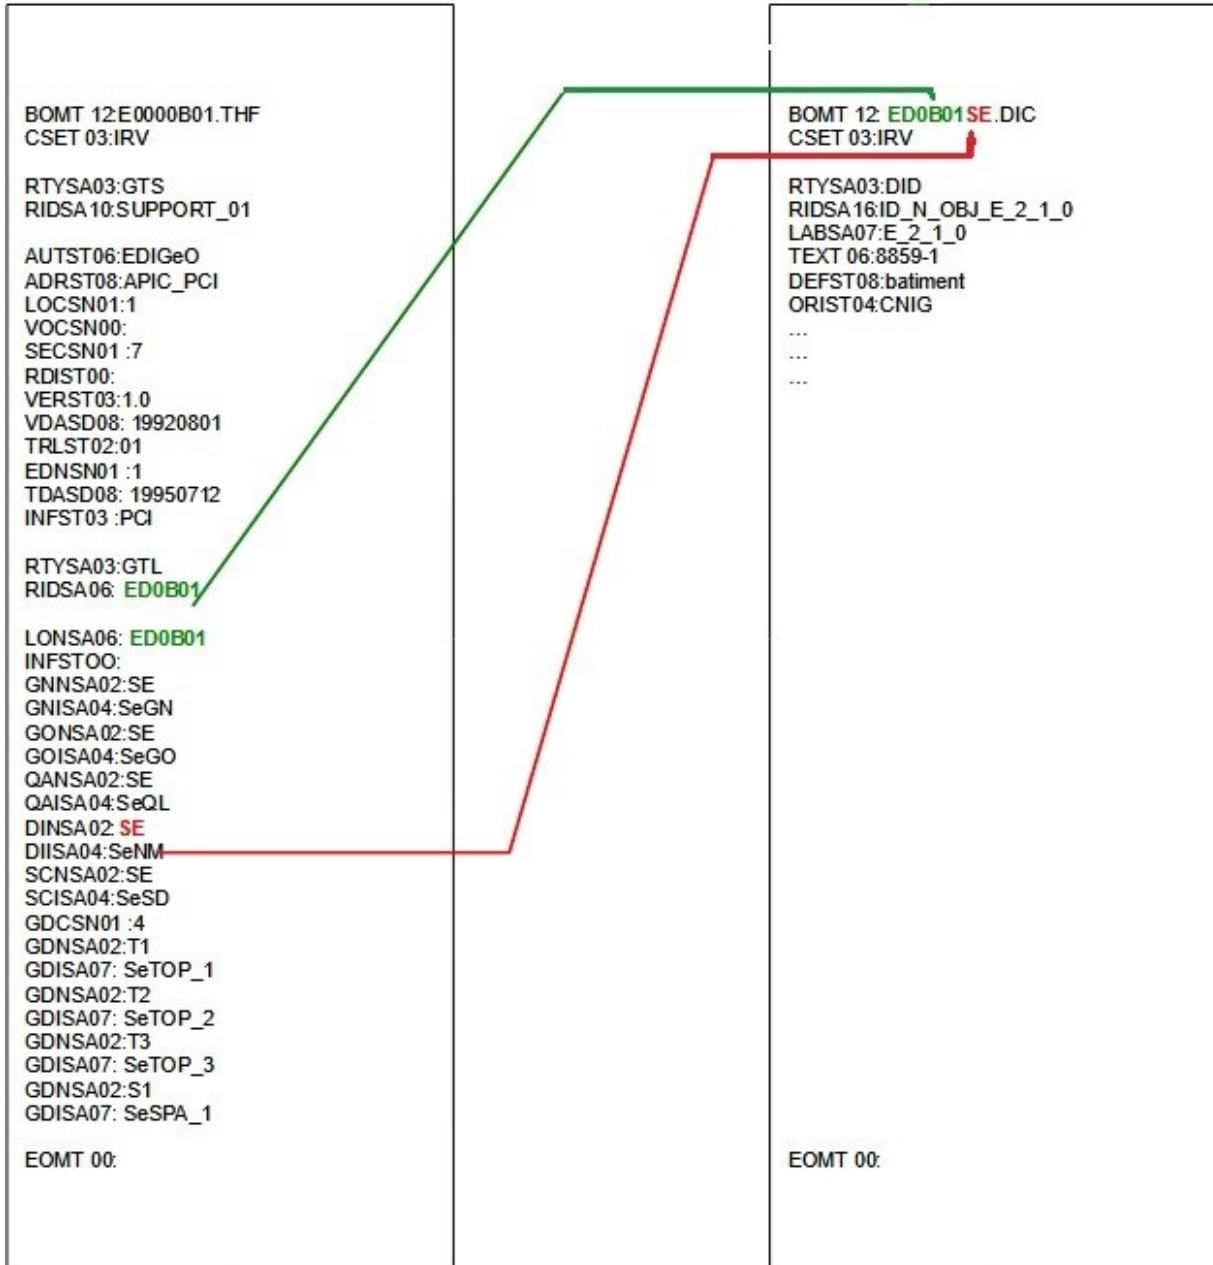 BOMT 12:E0000B01.THF
CSET 03:IRV
RTYSA03:GTS
RIDSA10:SUPPORT_01
AUTST06:EDIGeO
ADRST08:APIC_PCI
LOCSN01:1
VOCSN00:
SECSN01 :7
RDIST00:
VERST03:1.0
VDASD08: 19920801
TRLST02:01
EDNSN01 :1
TDASD08: 19950712
INFST03 :PCI
RTYSA03:GTL
RIDSA06: ED0B01
LONSA06: ED0B01
INFSTOO:
GNNSA02:SE
GNISA04:SeGN
GONSA02:SE
GOISA04:SeGO
QANSA02:SE
QAISA04:SeQL
DINSA02: SE
DIISA04:SeNM
SCNSA02:SE
SCISA04:SeSD
GDCSN01 :4
GDNSA02:T1
GDISA07: SeTOP_1
GDNSA02:T2
GDISA07: SeTOP_2
GDNSA02:T3
GDISA07: SeTOP_3
GDNSA02:S1
GDISA07: SeSPA_1
EOMT 00:
BOMT 12: ED0B01SE.DIC
CSET 03:IRV
RTYSA03:DID
RIDSA16:ID_N_OBJ_E_2_1_0
LABSA07:E_2_1_0
TEXT 06:8859-1
DEFST08:batiment
ORIST04:CNIG
...
...
...
EOMT 00: